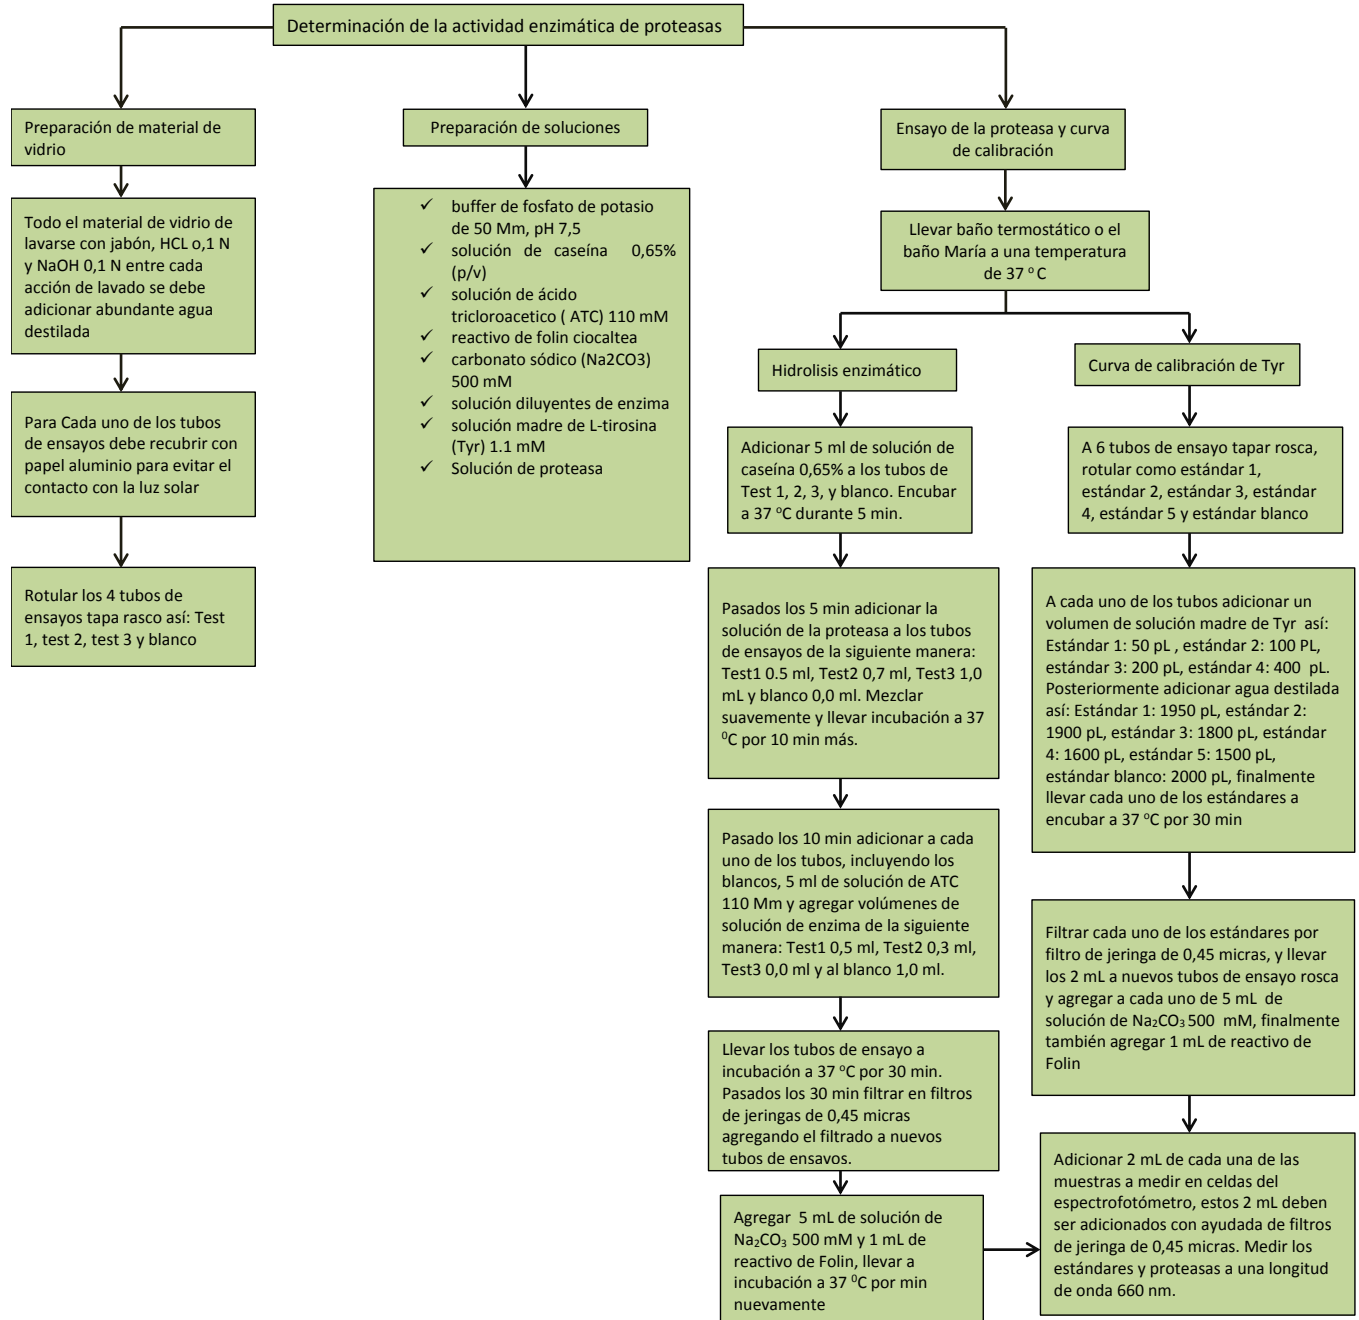 Determinación de la actividad enzimática de proteasas
Preparación de material de
vidrio
Todo el material de vidrio de
lavarse con jabón, HCL o,1 N
y NaOH 0,1 N entre cada
acción de lavado se debe
adicionar abundante agua
destilada
Para Cada uno de los tubos
de ensayos debe recubrir con
papel aluminio para evitar el
contacto con la luz solar
Rotular los 4 tubos de
ensayos tapa rasco así: Test
1, test 2, test 3 y blanco
Preparación de soluciones
✓ buffer de fosfato de potasio
de 50 Mm, pH 7,5
✓ solución de caseína 0,65%
(p/v)
✓ solución de ácido
tricloroacetico ( ATC) 110 mM
✓ reactivo de folin ciocaltea
✓ carbonato sódico (Na2CO3)
500 mM
✓ solución diluyentes de enzima
✓ solución madre de L-tirosina
(Tyr) 1.1 mM
✓ Solución de proteasa
Ensayo de la proteasa y curva
de calibración
Llevar baño termostático o el
baño María a una temperatura
de 37 º C
Hidrolisis enzimático
Adicionar 5 ml de solución de
caseína 0,65% a los tubos de
Test 1, 2, 3, y blanco. Encubar
a 37 ºC durante 5 min.
Pasados los 5 min adicionar la
solución de la proteasa a los tubos
de ensayos de la siguiente manera:
Test1 0.5 ml, Test2 0,7 ml, Test3 1,0
mL y blanco 0,0 ml. Mezclar
suavemente y llevar incubación a 37
⁰C por 10 min más.
Pasado los 10 min adicionar a cada
uno de los tubos, incluyendo los
blancos, 5 ml de solución de ATC
110 Mm y agregar volúmenes de
solución de enzima de la siguiente
manera: Test1 0,5 ml, Test2 0,3 ml,
Test3 0,0 ml y al blanco 1,0 ml.
Llevar los tubos de ensayo a
incubación a 37 ºC por 30 min.
Pasados los 30 min filtrar en filtros
de jeringas de 0,45 micras
agregando el filtrado a nuevos
tubos de ensavos.
Agregar 5 mL de solución de
Na₂CO₃ 500 mM y 1 mL de
reactivo de Folin, llevar a
incubación a 37 ⁰C por min
nuevamente
Curva de calibración de Tyr
A 6 tubos de ensayo tapar rosca,
rotular como estándar 1,
estándar 2, estándar 3, estándar
4, estándar 5 y estándar blanco
A cada uno de los tubos adicionar un
volumen de solución madre de Tyr así:
Estándar 1: 50 pL , estándar 2: 100 PL,
estándar 3: 200 pL, estándar 4: 400 pL.
Posteriormente adicionar agua destilada
así: Estándar 1: 1950 pL, estándar 2:
1900 pL, estándar 3: 1800 pL, estándar
4: 1600 pL, estándar 5: 1500 pL,
estándar blanco: 2000 pL, finalmente
llevar cada uno de los estándares a
encubar a 37 ºC por 30 min
Filtrar cada uno de los estándares por
filtro de jeringa de 0,45 micras, y llevar
los 2 mL a nuevos tubos de ensayo rosca
y agregar a cada uno de 5 mL de
solución de Na₂CO₃ 500 mM, finalmente
también agregar 1 mL de reactivo de
Folin
Adicionar 2 mL de cada una de las
muestras a medir en celdas del
espectrofotómetro, estos 2 mL deben
ser adicionados con ayudada de filtros
de jeringa de 0,45 micras. Medir los
estándares y proteasas a una longitud
de onda 660 nm.